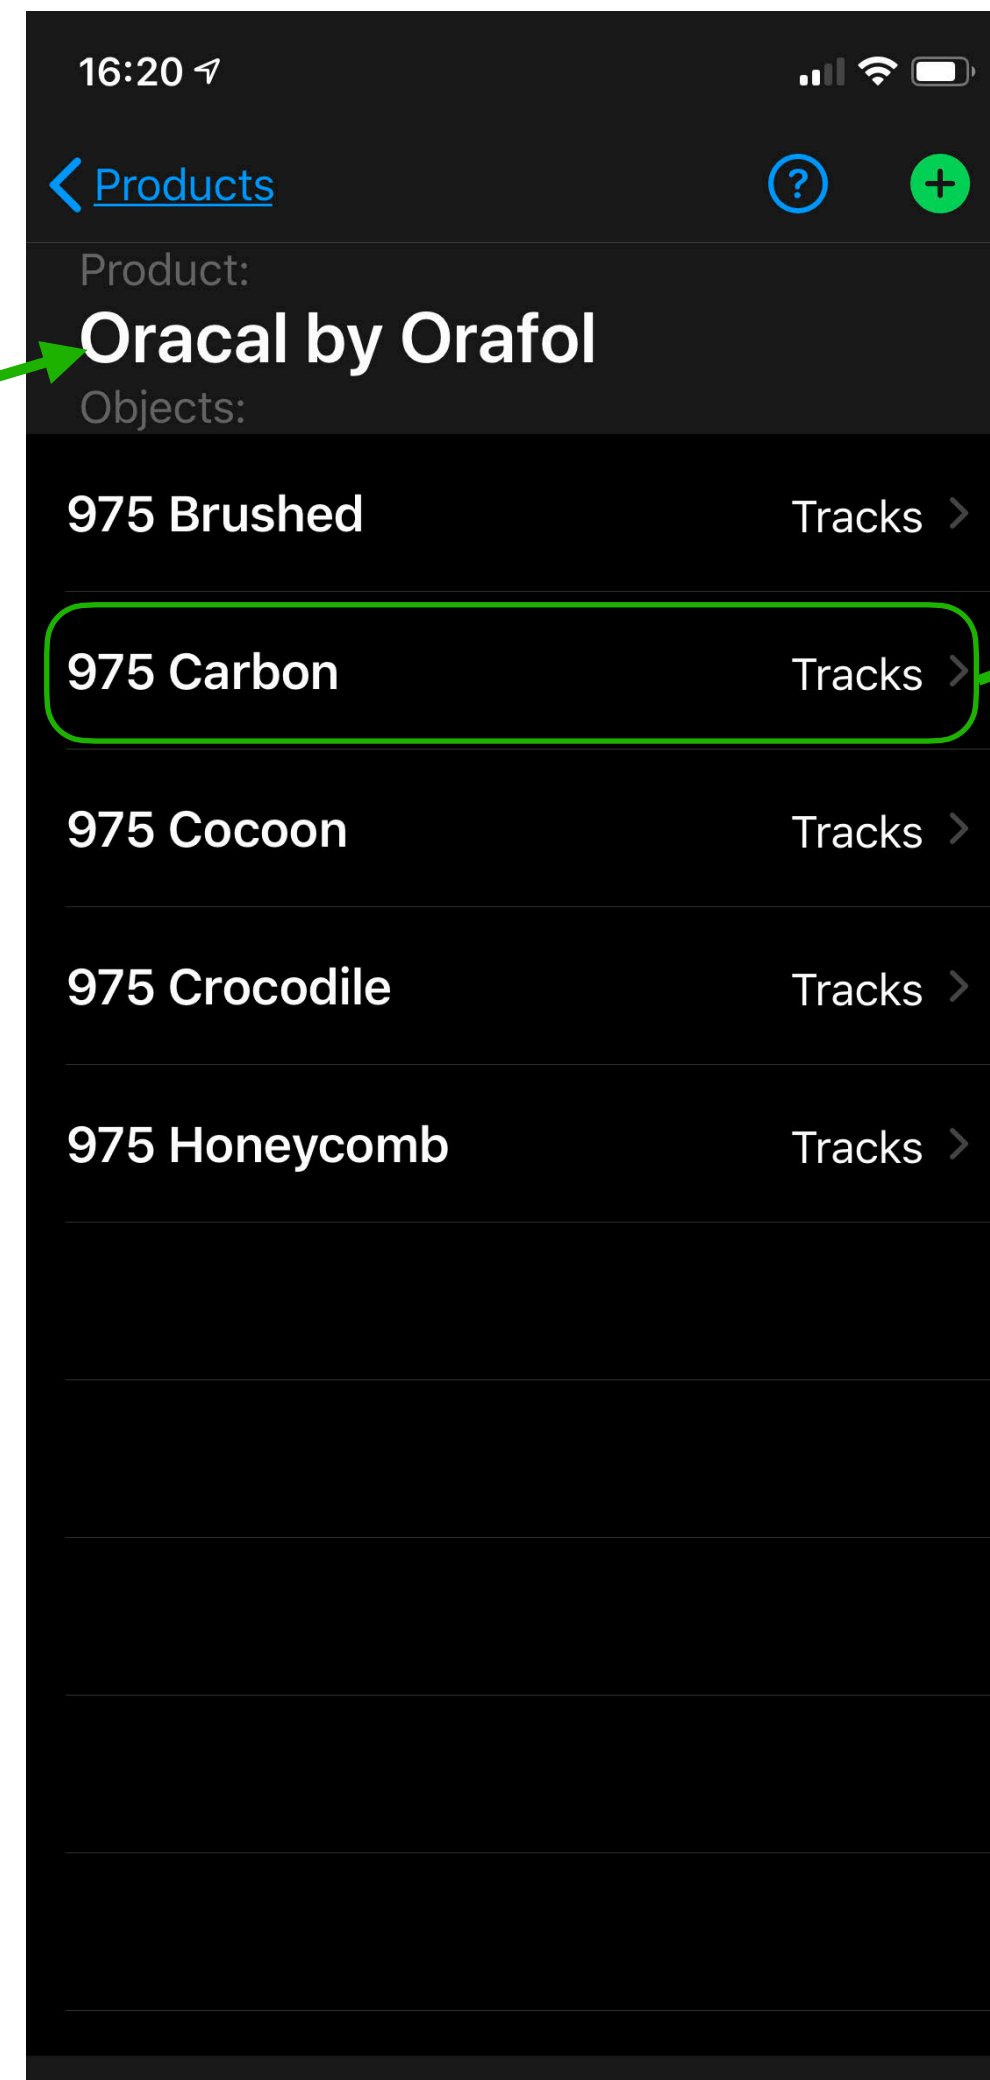 16:20
Products ? +
Product:
Oracal by Orafol
Objects:
975 Brushed Tracks
975 Carbon Tracks
975 Cocoon Tracks
975 Crocodile Tracks
975 Honeycomb Tracks